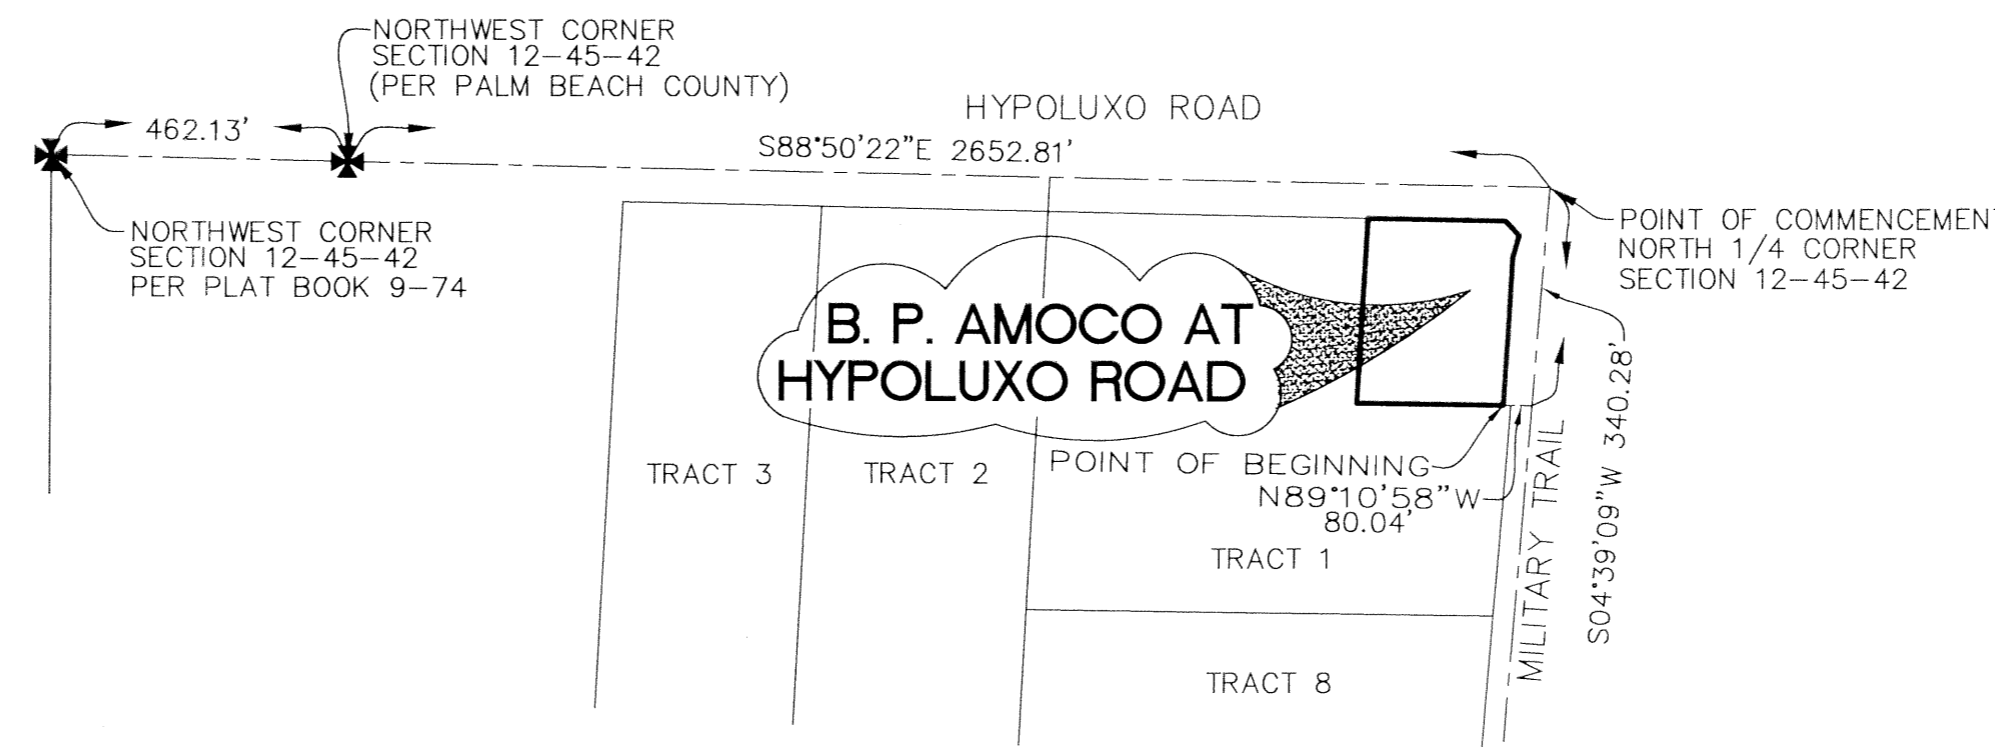 NORTHWEST CORNER
SECTION 12-45-42
(PER PALM BEACH COUNTY)
HYPOLUXO ROAD
462.13'
S88°50'22"E 2652.81'
NORTHWEST CORNER
SECTION 12-45-42
PER PLAT BOOK 9-74
POINT OF COMMENCEMENT
NORTH 1/4 CORNER
SECTION 12-45-42
B. P. AMOCO AT
HYPOLUXO ROAD
S04°39'09"W 340.28'
MILITARY TRAIL
TRACT 3
TRACT 2
POINT OF BEGINNING
N89°10'58"W
80.04'
TRACT 1
TRACT 8